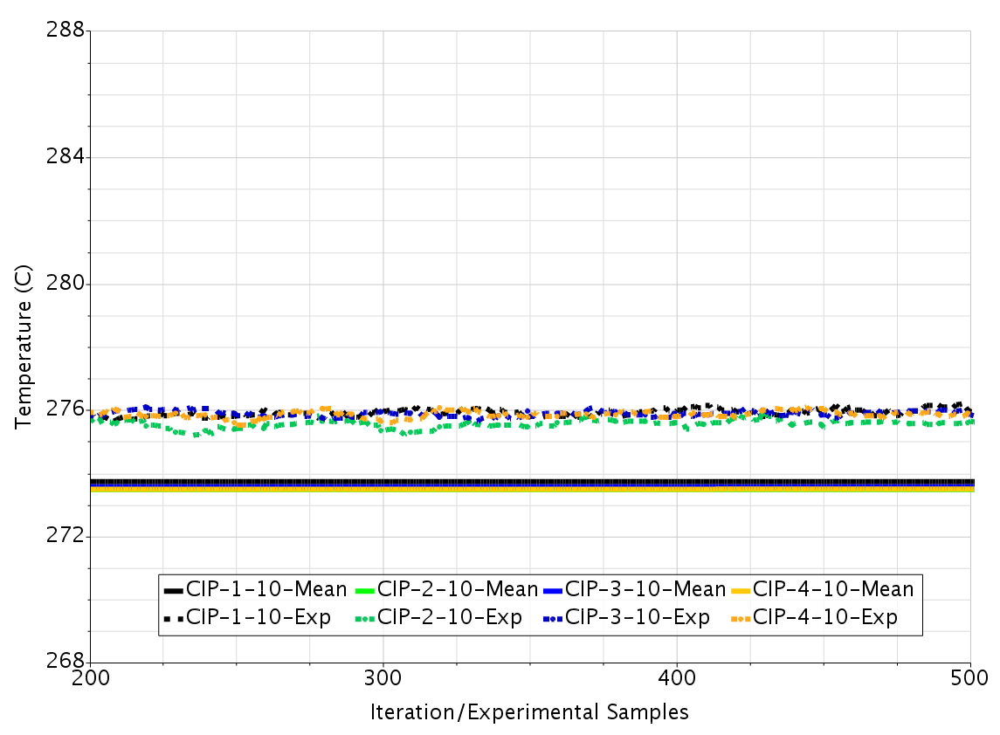 288
284
280
276
272
268
Temperature (C)
200 300 400 500
Iteration/Experimental Samples
CIP-1-10-Mean CIP-2-10-Mean CIP-3-10-Mean CIP-4-10-Mean
CIP-1-10-Exp CIP-2-10-Exp CIP-3-10-Exp CIP-4-10-Exp